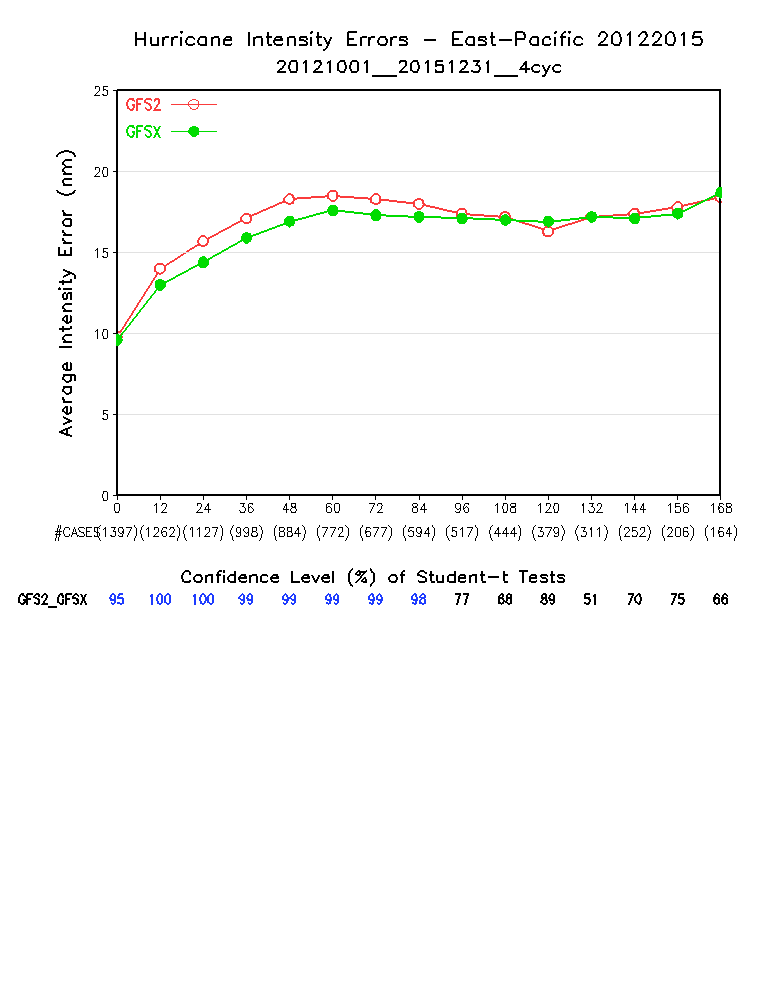 Hurricane Intensity Errors - East-Pacific 20122015
20121001__20151231__4cyc
GFS2
GFSX
Average Intensity Error (nm)
25
20
15
10
5
0
0 12 24 36 48 60 72 84 96 108 120 132 144 156 168
#CASES(1397)(1262)(1127) (998) (884) (772) (677) (594) (517) (444) (379) (311) (252) (206) (164)
Confidence Level (%) of Student-t Tests
GFS2_GFSX 95 100 100 99 99 99 99 98 77 68 89 51 70 75 66